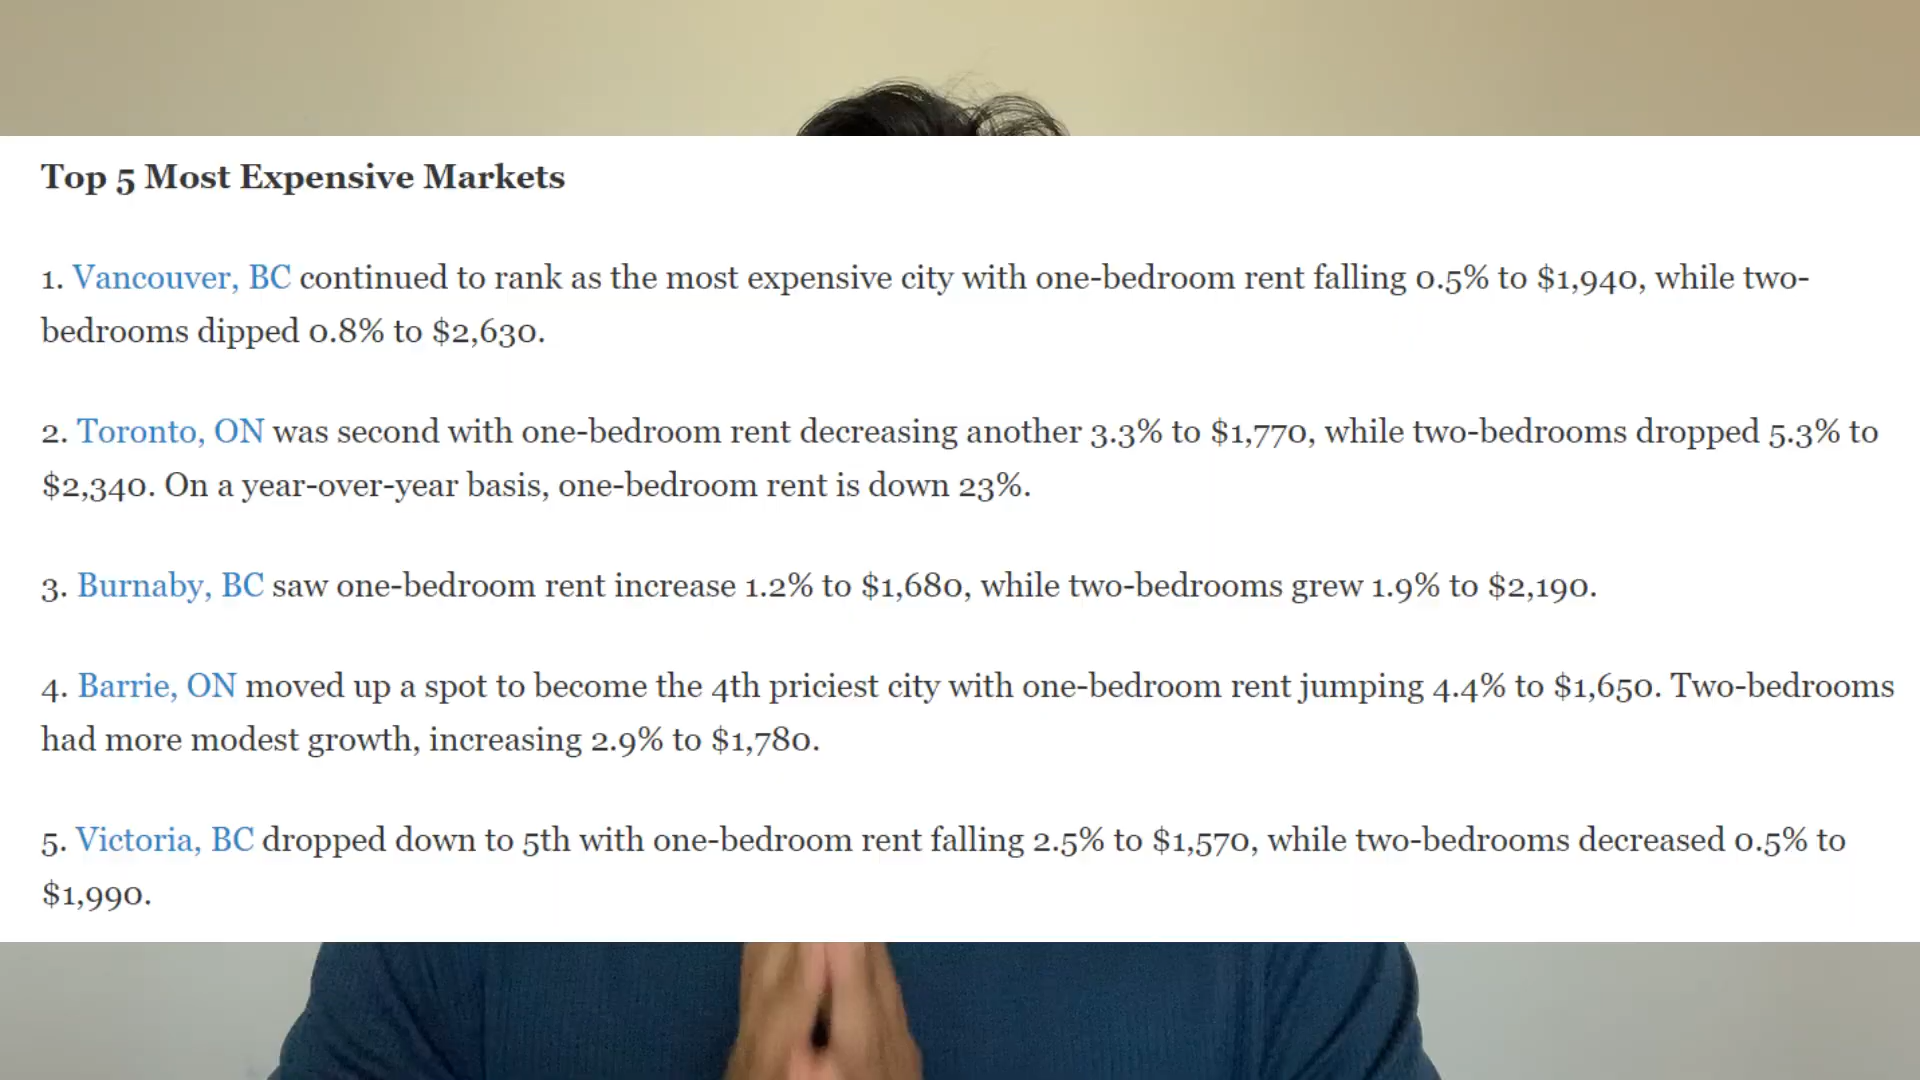 Top 5 Most Expensive Markets
1. Vancouver, BC continued to rank as the most expensive city with one-bedroom rent falling 0.5% to $1,940, while two-
bedrooms dipped 0.8% to $2,630.
2. Toronto, ON was second with one-bedroom rent decreasing another 3.3% to $1,770, while two-bedrooms dropped 5.3% to
$2,340. On a year-over-year basis, one-bedroom rent is down 23%.
3. Burnaby, BC saw one-bedroom rent increase 1.2% to $1,680, while two-bedrooms grew 1.9% to $2,190.
4. Barrie, ON moved up a spot to become the 4th priciest city with one-bedroom rent jumping 4.4% to $1,650. Two-bedrooms
had more modest growth, increasing 2.9% to $1,780.
5. Victoria, BC dropped down to 5th with one-bedroom rent falling 2.5% to $1,570, while two-bedrooms decreased 0.5% to
$1,990.